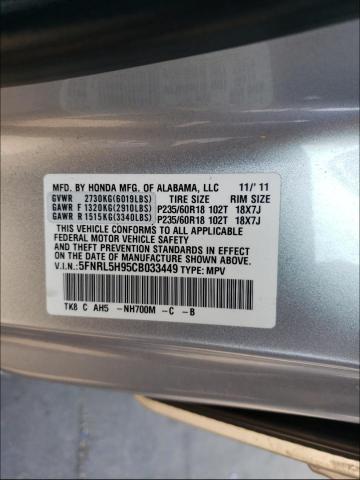 MFD. BY HONDA MFG. OF ALABAMA, LLC 11/'11
GVWR 2730KG(6019LBS) TIRE SIZE RIM SIZE
GAWR F 1320KG(2910LBS) P235/60R18 102T 18X7J
GAWR R 1515KG(3340LBS) P235/60R18 102T 18X7J
THIS VEHICLE CONFORMS TO ALL APPLICABLE
FEDERAL MOTOR VEHICLE SAFETY
AND THEFT PREVENTION STANDARDS IN EFFECT
ON THE DATE OF MANUFACTURE SHOWN ABOVE.
V.I.N.:5FNRL5H95CB033449 TYPE: MPV
TK8 C AH5 -NH700M -C -B